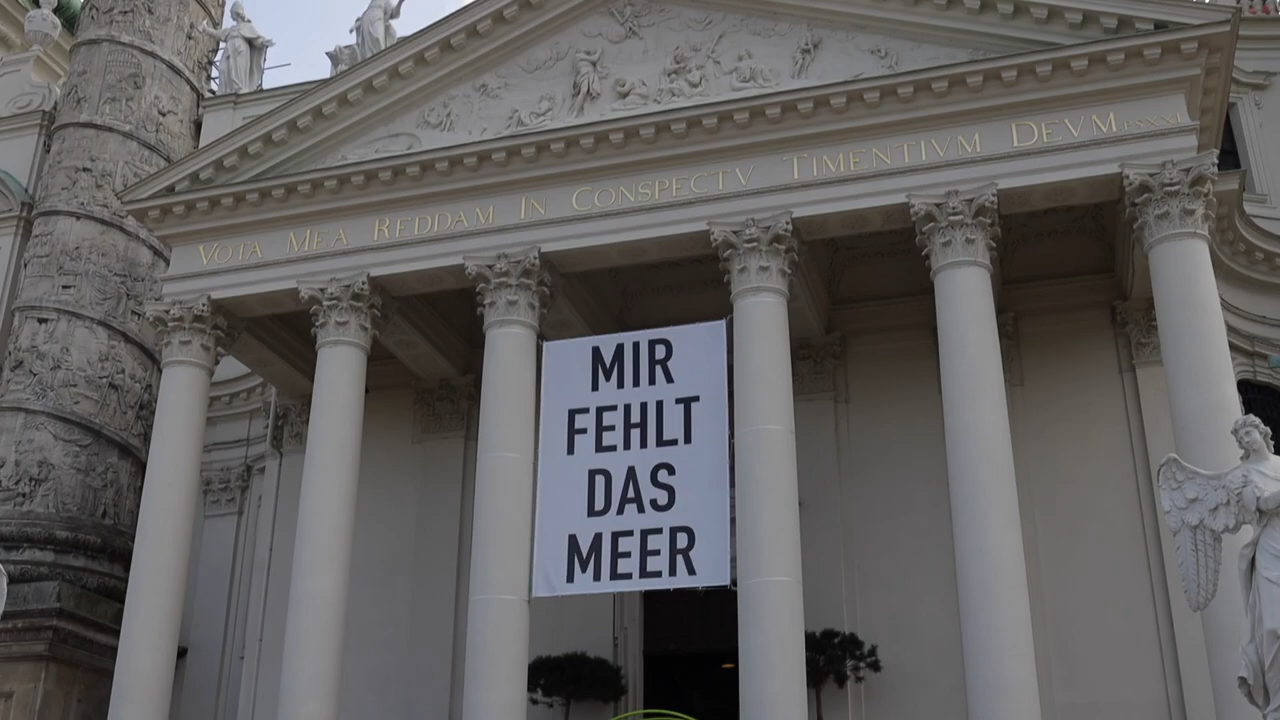 VOTA MEA REDDAM IN CONSPECTV TIMENTIVM DEVM
MIR
FEHLT
DAS
MEER